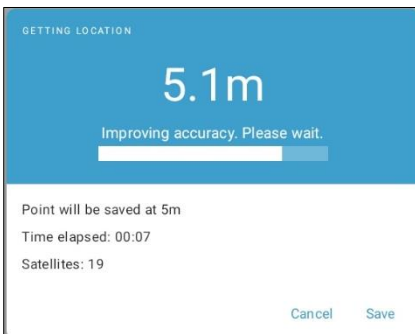 GETTING LOCATION
5.1m
Improving accuracy. Please wait.
Point will be saved at 5m
Time elapsed: 00:07
Satellites: 19
Cancel Save